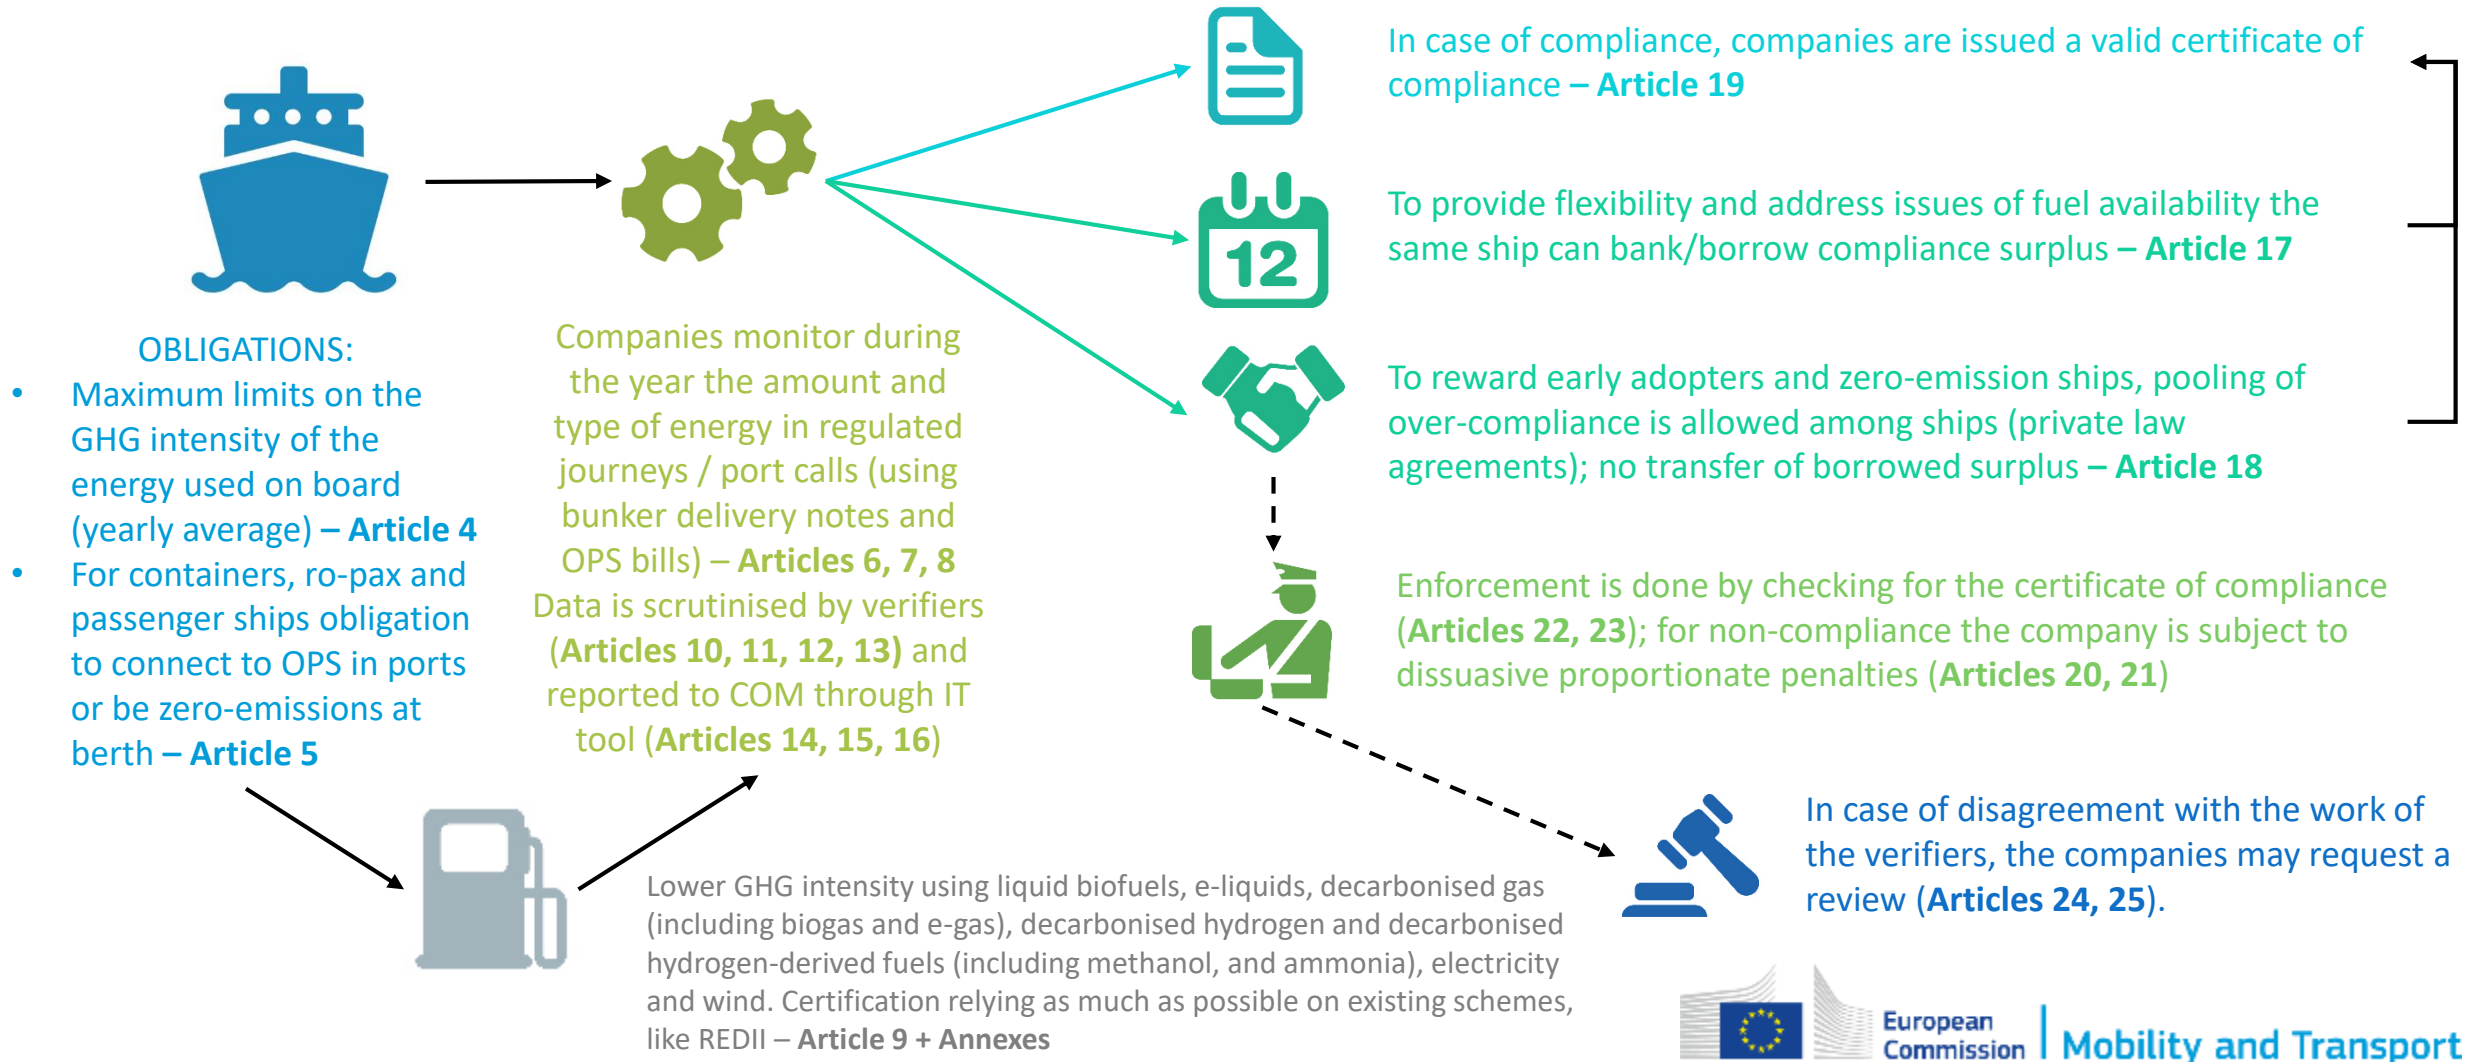 OBLIGATIONS:
• Maximum limits on the
GHG intensity of the
energy used on board
(yearly average) – Article 4
• For containers, ro-pax and
passenger ships obligation
to connect to OPS in ports
or be zero-emissions at
berth – Article 5
Companies monitor during
the year the amount and
type of energy in regulated
journeys / port calls (using
bunker delivery notes and
OPS bills) – Articles 6, 7, 8
Data is scrutinised by verifiers
(Articles 10, 11, 12, 13) and
reported to COM through IT
tool (Articles 14, 15, 16)
Lower GHG intensity using liquid biofuels, e-liquids, decarbonised gas
(including biogas and e-gas), decarbonised hydrogen and decarbonised
hydrogen-derived fuels (including methanol, and ammonia), electricity
and wind. Certification relying as much as possible on existing schemes,
like REDII – Article 9 + Annexes
In case of compliance, companies are issued a valid certificate of
compliance – Article 19
12
To provide flexibility and address issues of fuel availability the
same ship can bank/borrow compliance surplus – Article 17
To reward early adopters and zero-emission ships, pooling of
over-compliance is allowed among ships (private law
agreements); no transfer of borrowed surplus – Article 18
Enforcement is done by checking for the certificate of compliance
(Articles 22, 23); for non-compliance the company is subject to
dissuasive proportionate penalties (Articles 20, 21)
In case of disagreement with the work of
the verifiers, the companies may request a
review (Articles 24, 25).
European
Commission
Mobility and Transport